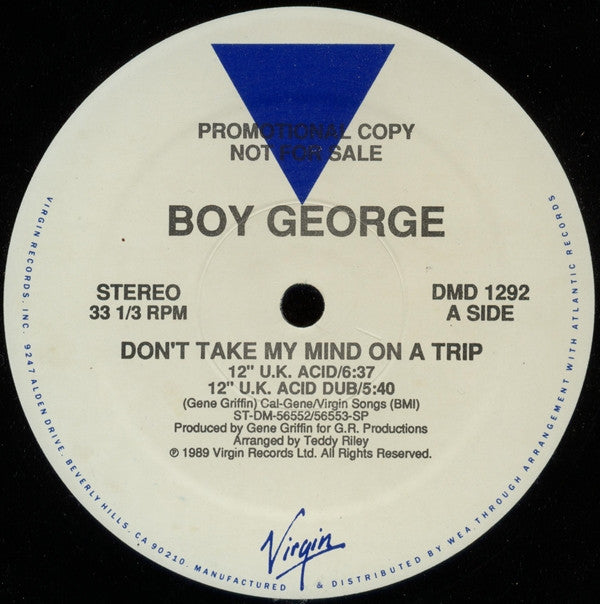 PROMOTIONAL COPY
NOT FOR SALE
BOY GEORGE
STEREO
33 1/3 RPM
DMD 1292
A SIDE
DON'T TAKE MY MIND ON A TRIP
12" U.K. ACID/6:37
12" U.K. ACID DUB/5:40
(Gene Griffin) Cal-Gene/Virgin Songs (BMI)
ST-DM-56552/56553-SP
Produced by Gene Griffin for G.R. Productions
Arranged by Teddy Riley
℗ 1989 Virgin Records Ltd. All Rights Reserved.
Virgin
VIRGIN RECORDS, INC. 9247 ALDEN DRIVE, BEVERLY HILLS, CA 90210. MANUFACTURED & DISTRIBUTED BY WEA THROUGH ARRANGEMENT WITH ATLANTIC RECORDS